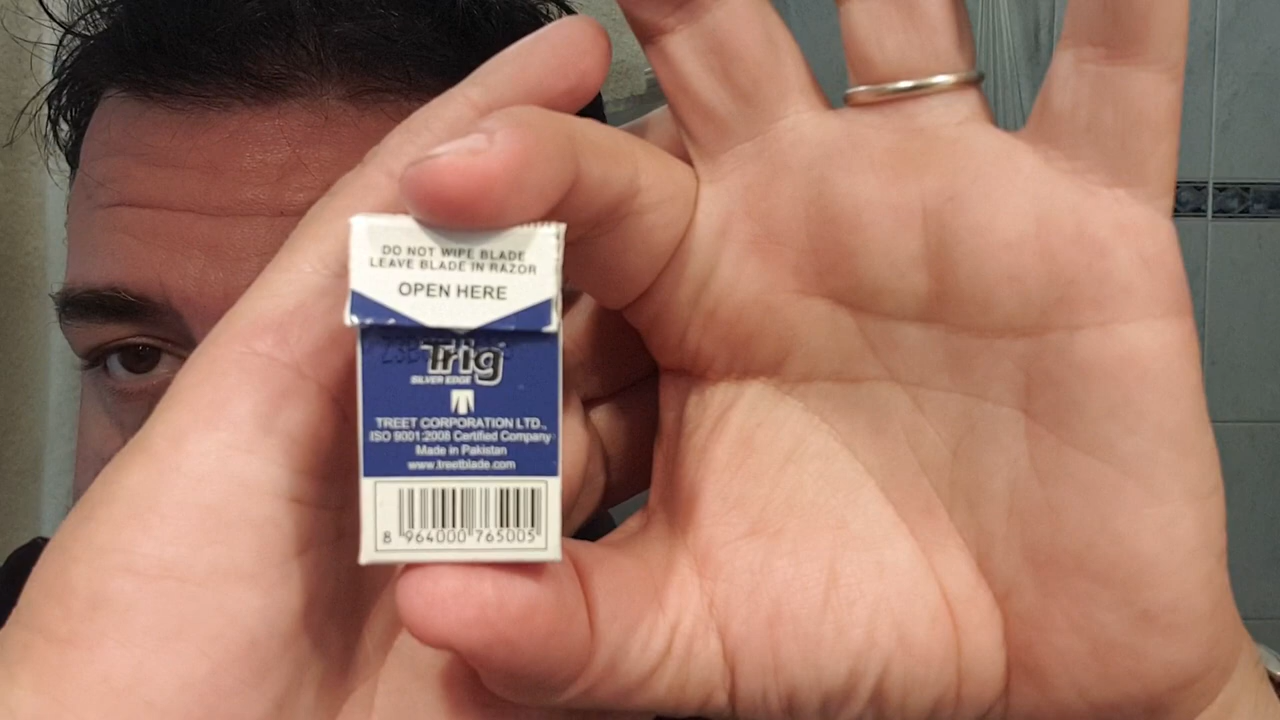 DO NOT WIPE BLADE
LEAVE BLADE IN RAZOR
OPEN HERE
Trig
SILVER EDGE
TREET CORPORATION LTD.,
ISO 9001:2008 Certified Company
Made in Pakistan
www.treetblade.com
8 964000 765005